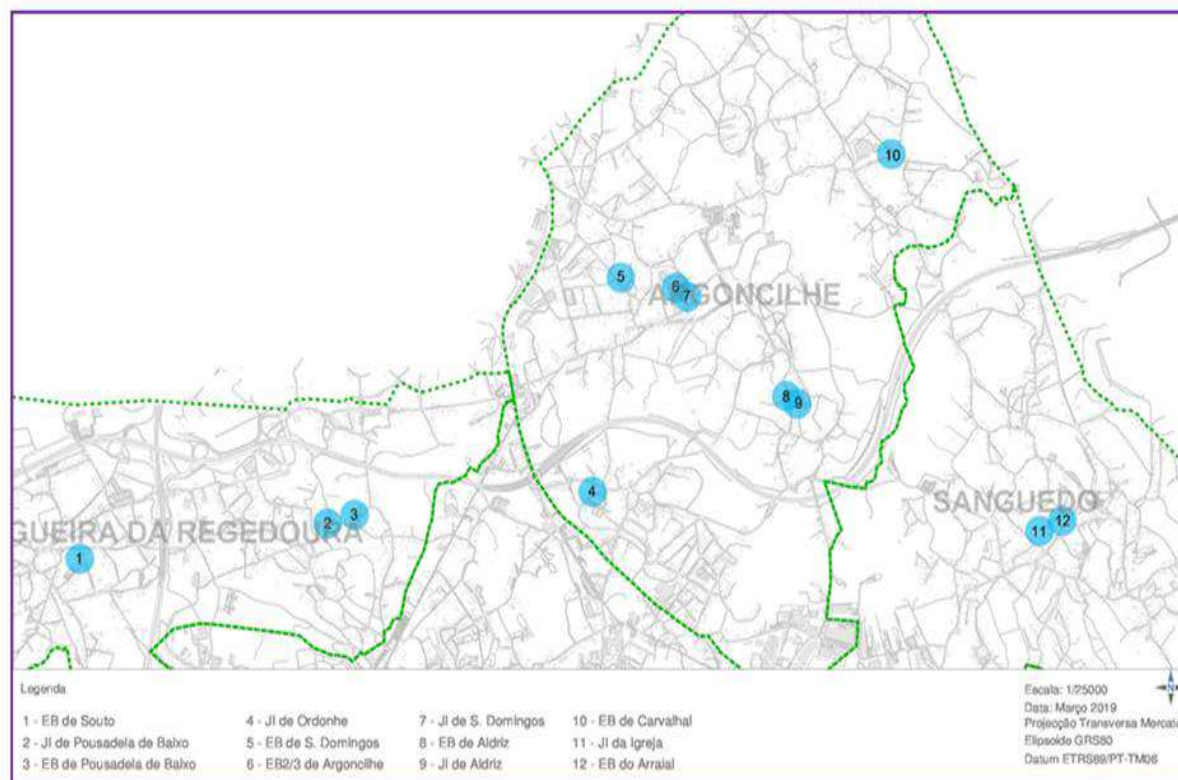 10
5
6
ARGONCILHE
7
8
9
4
SANGUEDO
3
2
GUEIRA DA REGEDOURA
12
11
1
Legenda
1 - EB de Souto
2 - JI de Pousadela de Baixo
3 - EB de Pousadela de Baixo
4 - JI de Ordonhe
5 - EB de S. Domingos
6 - EB2/3 de Argoncilhe
7 - JI de S. Domingos
8 - EB de Aldriz
9 - JI de Aldriz
10 - EB de Carvalhal
11 - JI da Igreja
12 - EB do Arraial
Escala: 1/25000
N
Data: Março 2019
Projecção Transversa Mercato
Elipsoide GRS80
Datum ETRS89/PT-TM06